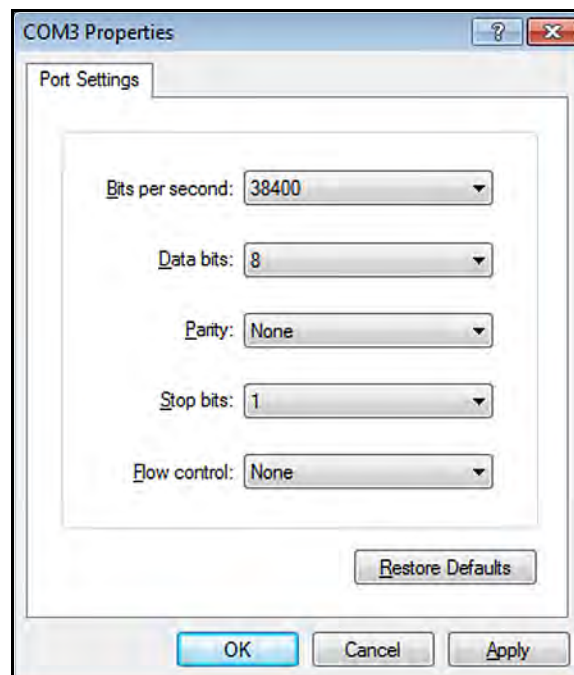 COM3 Properties
Port Settings
Bits per second: 38400
Data bits: 8
Parity: None
Stop bits: 1
Flow control: None
Restore Defaults
OK Cancel Apply